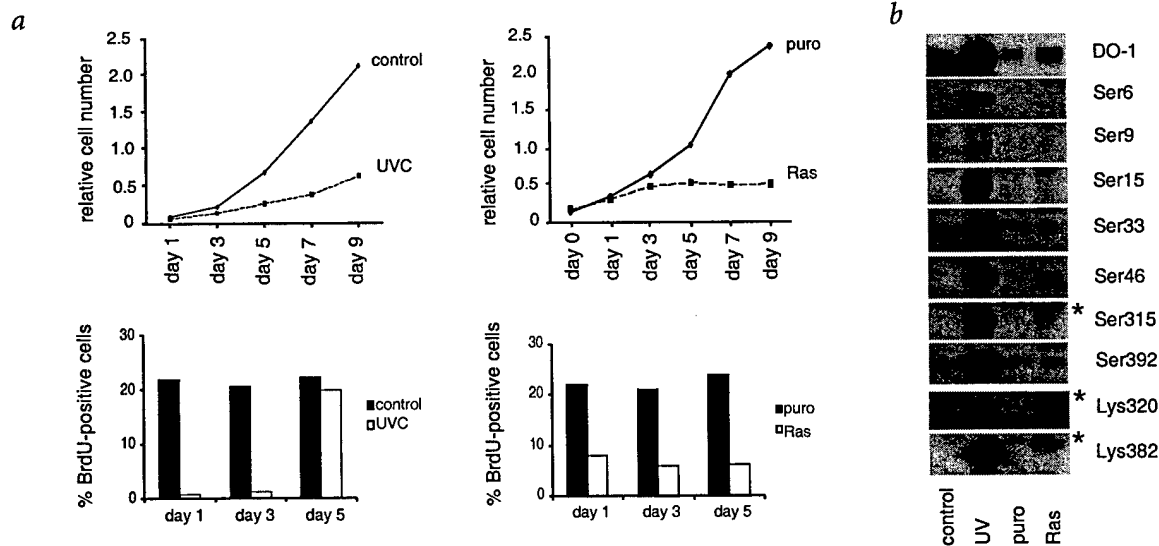 a
relative cell number
2.5
2.0
1.5
1.0
0.5
0
control
UVC
day 1
day 3
day 5
day 7
day 9
relative cell number
2.5
2.0
1.5
1.0
0.5
0
puro
Ras
day 0
day 1
day 3
day 5
day 7
day 9
% BrdU-positive cells
30
20
10
0
control
UVC
day 1
day 3
day 5
% BrdU-positive cells
30
20
10
0
puro
Ras
day 1
day 3
day 5
b
DO-1
Ser6
Ser9
Ser15
Ser33
Ser46
* Ser315
Ser392
* Lys320
* Lys382
control
UV
puro
Ras